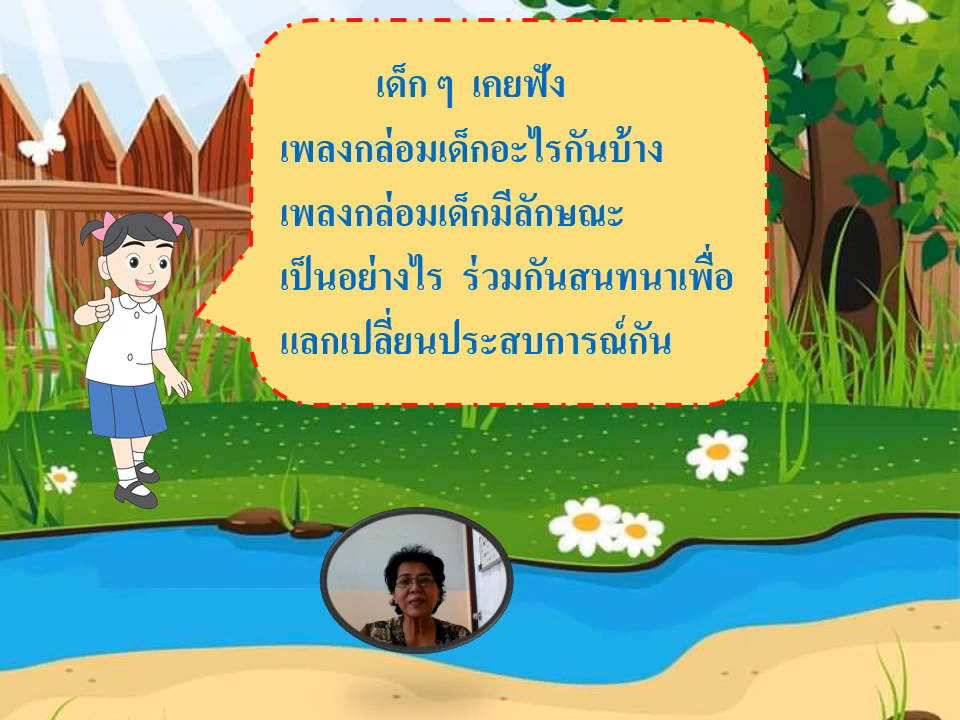 เด็ก ๆ เคยฟัง
เพลงกล่อมเด็กอะไรกันบ้าง
เพลงกล่อมเด็กมีลักษณะ
เป็นอย่างไร ร่วมกันสนทนาเพื่อ
แลกเปลี่ยนประสบการณ์กัน